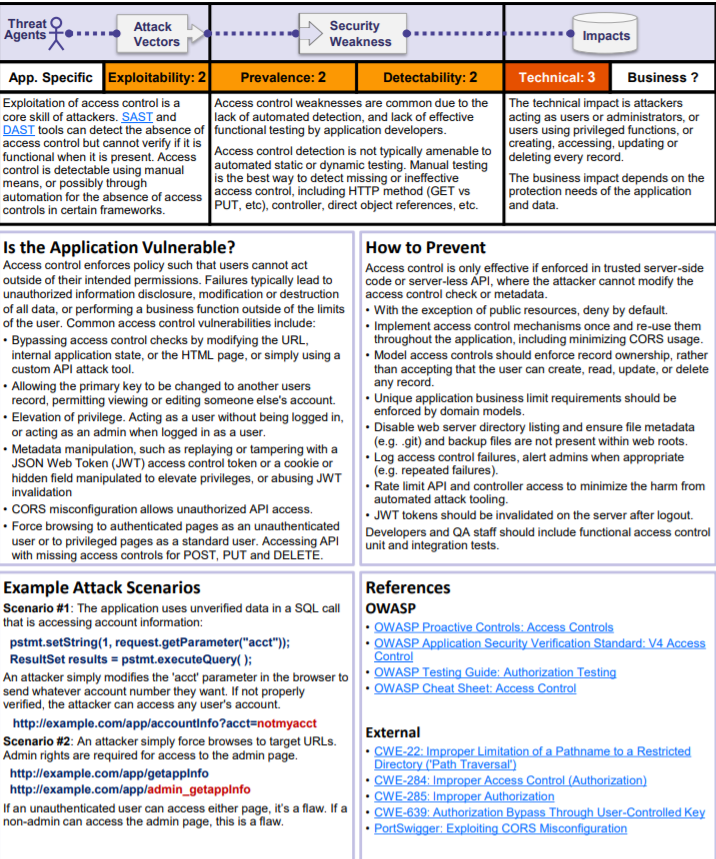 Threat
Agents
Attack
Vectors
Security
Weakness
Impacts
App. Specific
Exploitability: 2
Prevalence: 2
Detectability: 2
Technical: 3
Business ?
Exploitation of access control is a
core skill of attackers. SAST and
DAST tools can detect the absence of
access control but cannot verify if it is
functional when it is present. Access
control is detectable using manual
means, or possibly through
automation for the absence of access
controls in certain frameworks.
Access control weaknesses are common due to the
lack of automated detection, and lack of effective
functional testing by application developers.
Access control detection is not typically amenable to
automated static or dynamic testing. Manual testing
is the best way to detect missing or ineffective
access control, including HTTP method (GET vs
PUT, etc), controller, direct object references, etc.
The technical impact is attackers
acting as users or administrators, or
users using privileged functions, or
creating, accessing, updating or
deleting every record.
The business impact depends on the
protection needs of the application
and data.
Is the Application Vulnerable?
Access control enforces policy such that users cannot act
outside of their intended permissions. Failures typically lead to
unauthorized information disclosure, modification or destruction
of all data, or performing a business function outside of the limits
of the user. Common access control vulnerabilities include:
• Bypassing access control checks by modifying the URL,
internal application state, or the HTML page, or simply using a
custom API attack tool.
• Allowing the primary key to be changed to another users
record, permitting viewing or editing someone else's account.
• Elevation of privilege. Acting as a user without being logged in,
or acting as an admin when logged in as a user.
• Metadata manipulation, such as replaying or tampering with a
JSON Web Token (JWT) access control token or a cookie or
hidden field manipulated to elevate privileges, or abusing JWT
invalidation
• CORS misconfiguration allows unauthorized API access.
• Force browsing to authenticated pages as an unauthenticated
user or to privileged pages as a standard user. Accessing API
with missing access controls for POST, PUT and DELETE.
How to Prevent
Access control is only effective if enforced in trusted server-side
code or server-less API, where the attacker cannot modify the
access control check or metadata.
• With the exception of public resources, deny by default.
• Implement access control mechanisms once and re-use them
throughout the application, including minimizing CORS usage.
• Model access controls should enforce record ownership, rather
than accepting that the user can create, read, update, or delete
any record.
• Unique application business limit requirements should be
enforced by domain models.
• Disable web server directory listing and ensure file metadata
(e.g. .git) and backup files are not present within web roots.
• Log access control failures, alert admins when appropriate
(e.g. repeated failures).
• Rate limit API and controller access to minimize the harm from
automated attack tooling.
• JWT tokens should be invalidated on the server after logout.
Developers and QA staff should include functional access control
unit and integration tests.
Example Attack Scenarios
Scenario #1: The application uses unverified data in a SQL call
that is accessing account information:
pstmt.setString(1, request.getParameter("acct"));
ResultSet results = pstmt.executeQuery( );
An attacker simply modifies the 'acct' parameter in the browser to
send whatever account number they want. If not properly
verified, the attacker can access any user's account.
http://example.com/app/accountInfo?acct=notmyacct
Scenario #2: An attacker simply force browses to target URLs.
Admin rights are required for access to the admin page.
http://example.com/app/getappInfo
http://example.com/app/admin_getappInfo
If an unauthenticated user can access either page, it's a flaw. If a
non-admin can access the admin page, this is a flaw.
References
OWASP
• OWASP Proactive Controls: Access Controls
• OWASP Application Security Verification Standard: V4 Access
Control
• OWASP Testing Guide: Authorization Testing
• OWASP Cheat Sheet: Access Control
External
• CWE-22: Improper Limitation of a Pathname to a Restricted
Directory ('Path Traversal')
• CWE-284: Improper Access Control (Authorization)
• CWE-285: Improper Authorization
• CWE-639: Authorization Bypass Through User-Controlled Key
• PortSwigger: Exploiting CORS Misconfiguration